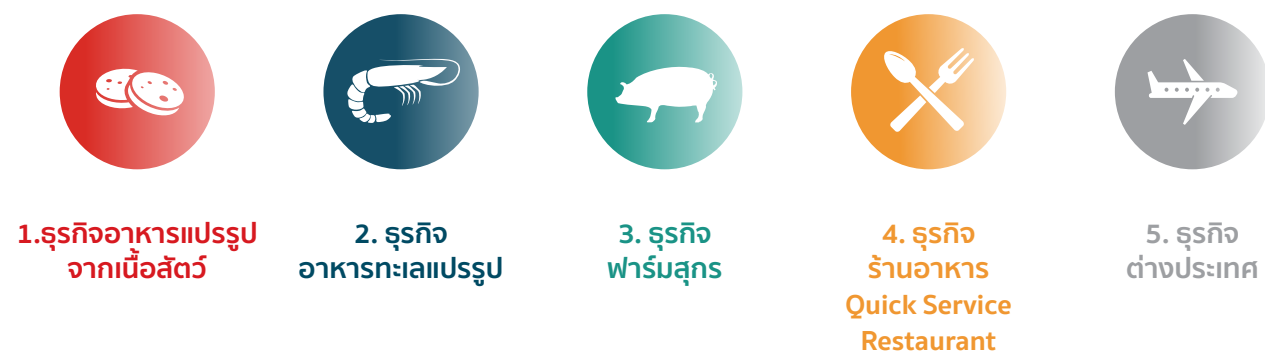 1.ธุรกิจอาหารแปรรูป
จากเนื้อสัตว์
2. ธุรกิจ
อาหารทะเลแปรรูป
3. ธุรกิจ
ฟาร์มสุกร
4. ธุรกิจ
ร้านอาหาร
Quick Service
Restaurant
5. ธุรกิจ
ต่างประเทศ